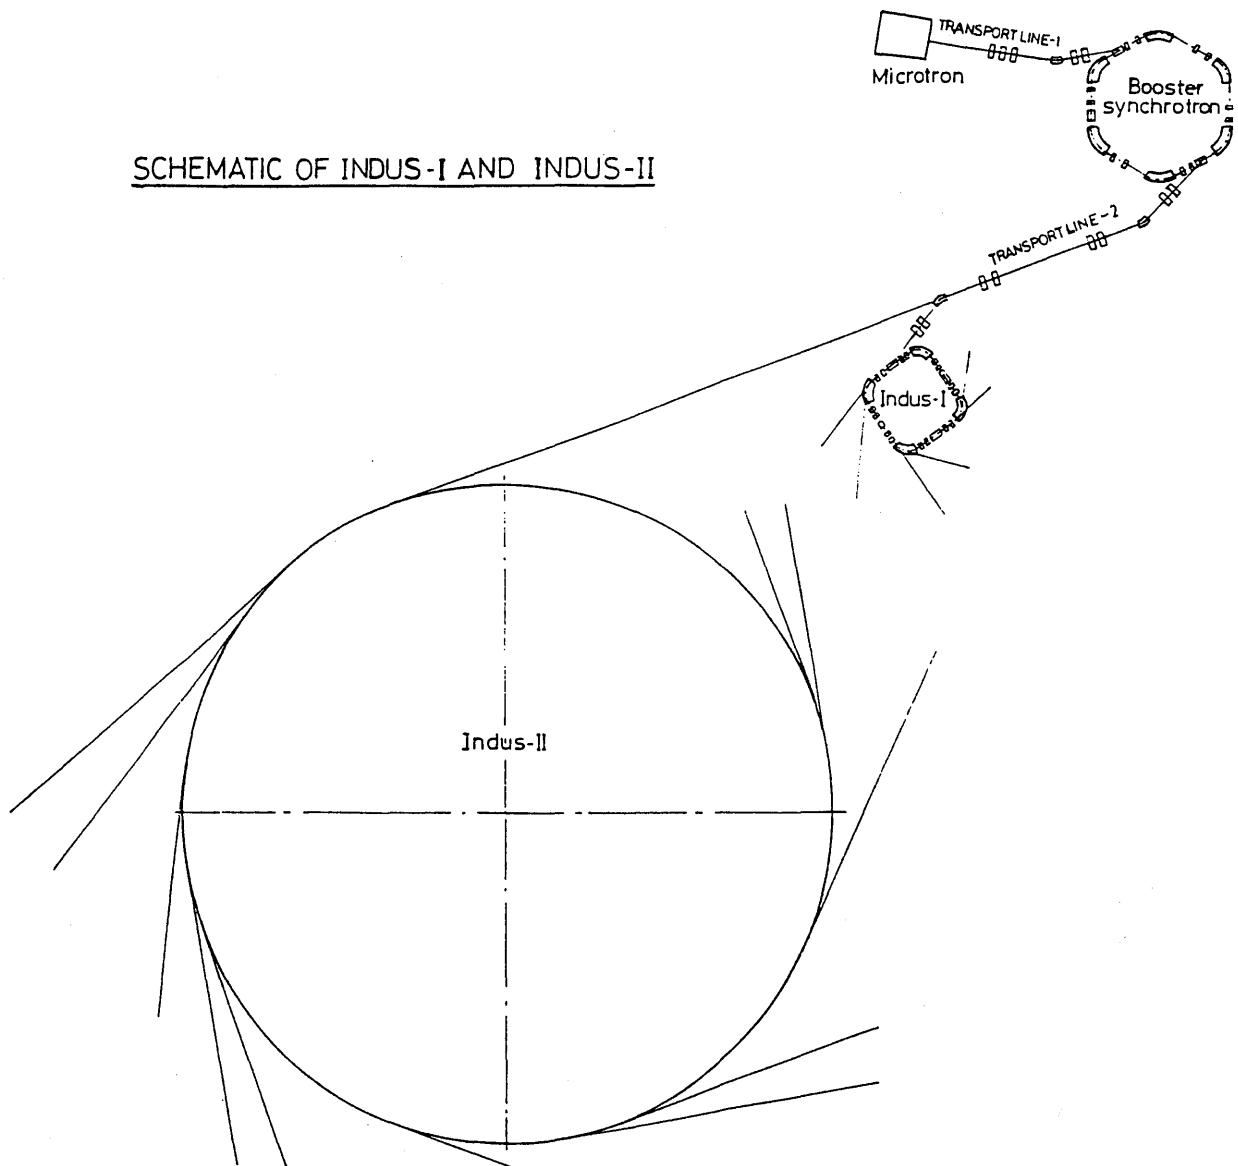 TRANSPORT LINE-1
Microtron
Booster
synchrotron
SCHEMATIC OF INDUS-I AND INDUS-II
TRANSPORT LINE-2
Indus-I
Indus-II